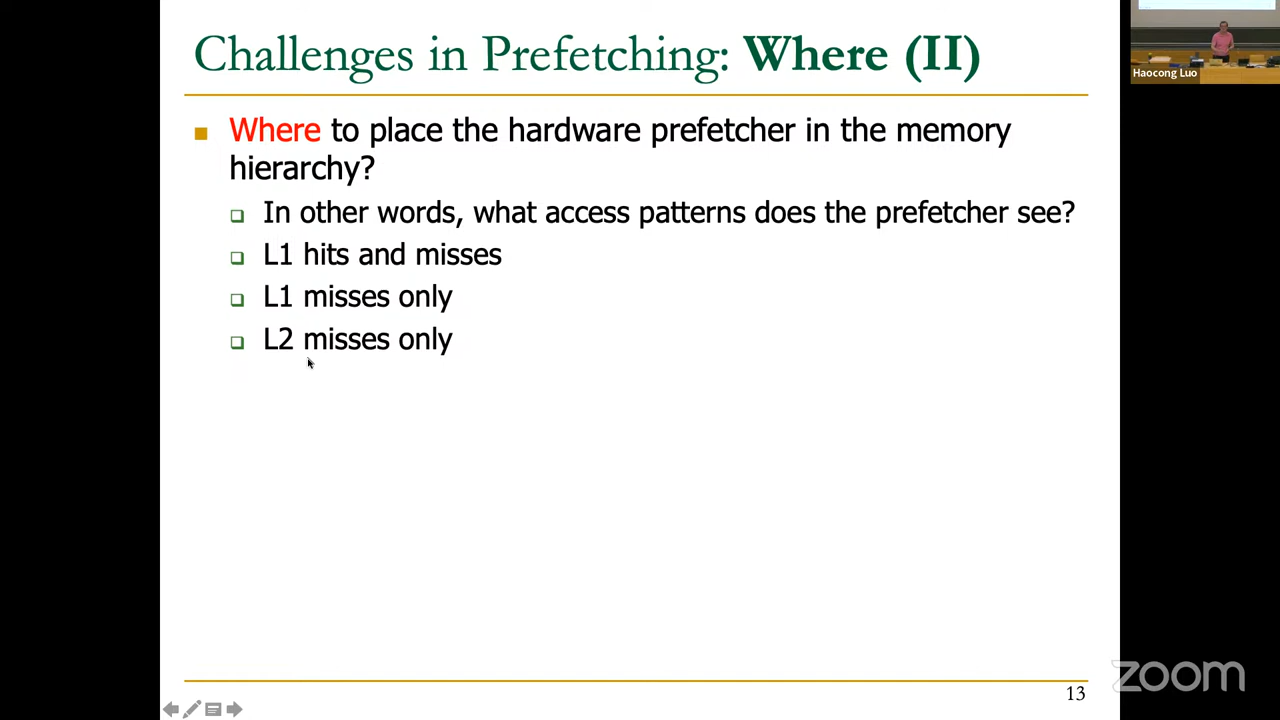 Challenges in Prefetching: Where (II)
Where to place the hardware prefetcher in the memory
hierarchy?
In other words, what access patterns does the prefetcher see?
L1 hits and misses
L1 misses only
L2 misses only
13
Haocong Luo
zoom